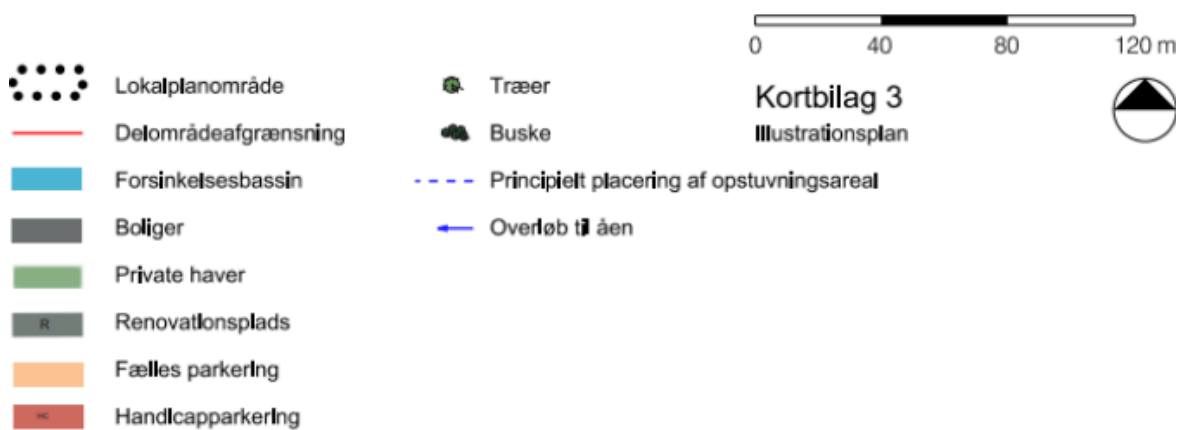 0 40 80 120 m
Lokalplanområde
Træer
Kortbilag 3
Delområdeafgrænsning
Buske
Illustrationsplan
Forsinkelsesbassin
Principielt placering af opstuvningsareal
Boliger
Overløb til åen
Private haver
R Renovationsplads
Fælles parkering
HC Handicapparkering